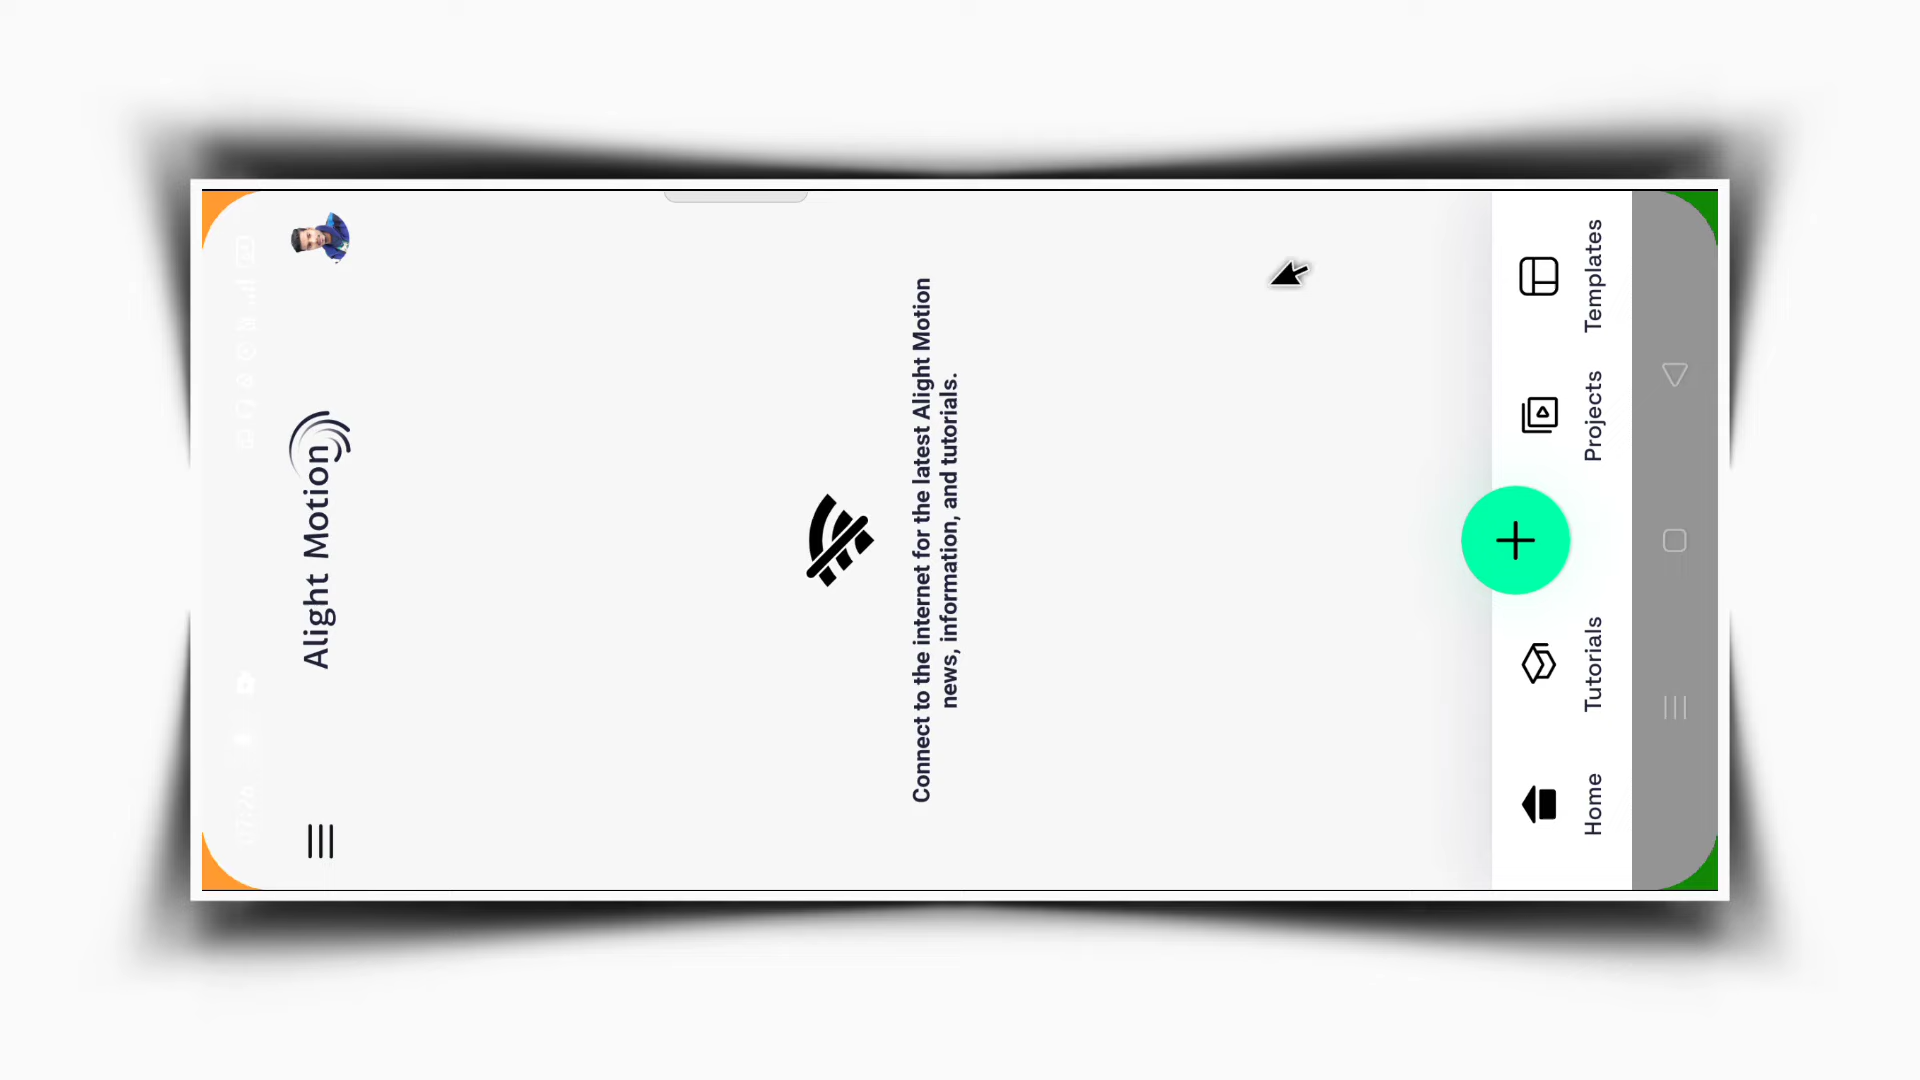 Alight Motion
Connect to the internet for the latest Alight Motion
news, information, and tutorials.
Home
Tutorials
Projects
Templates